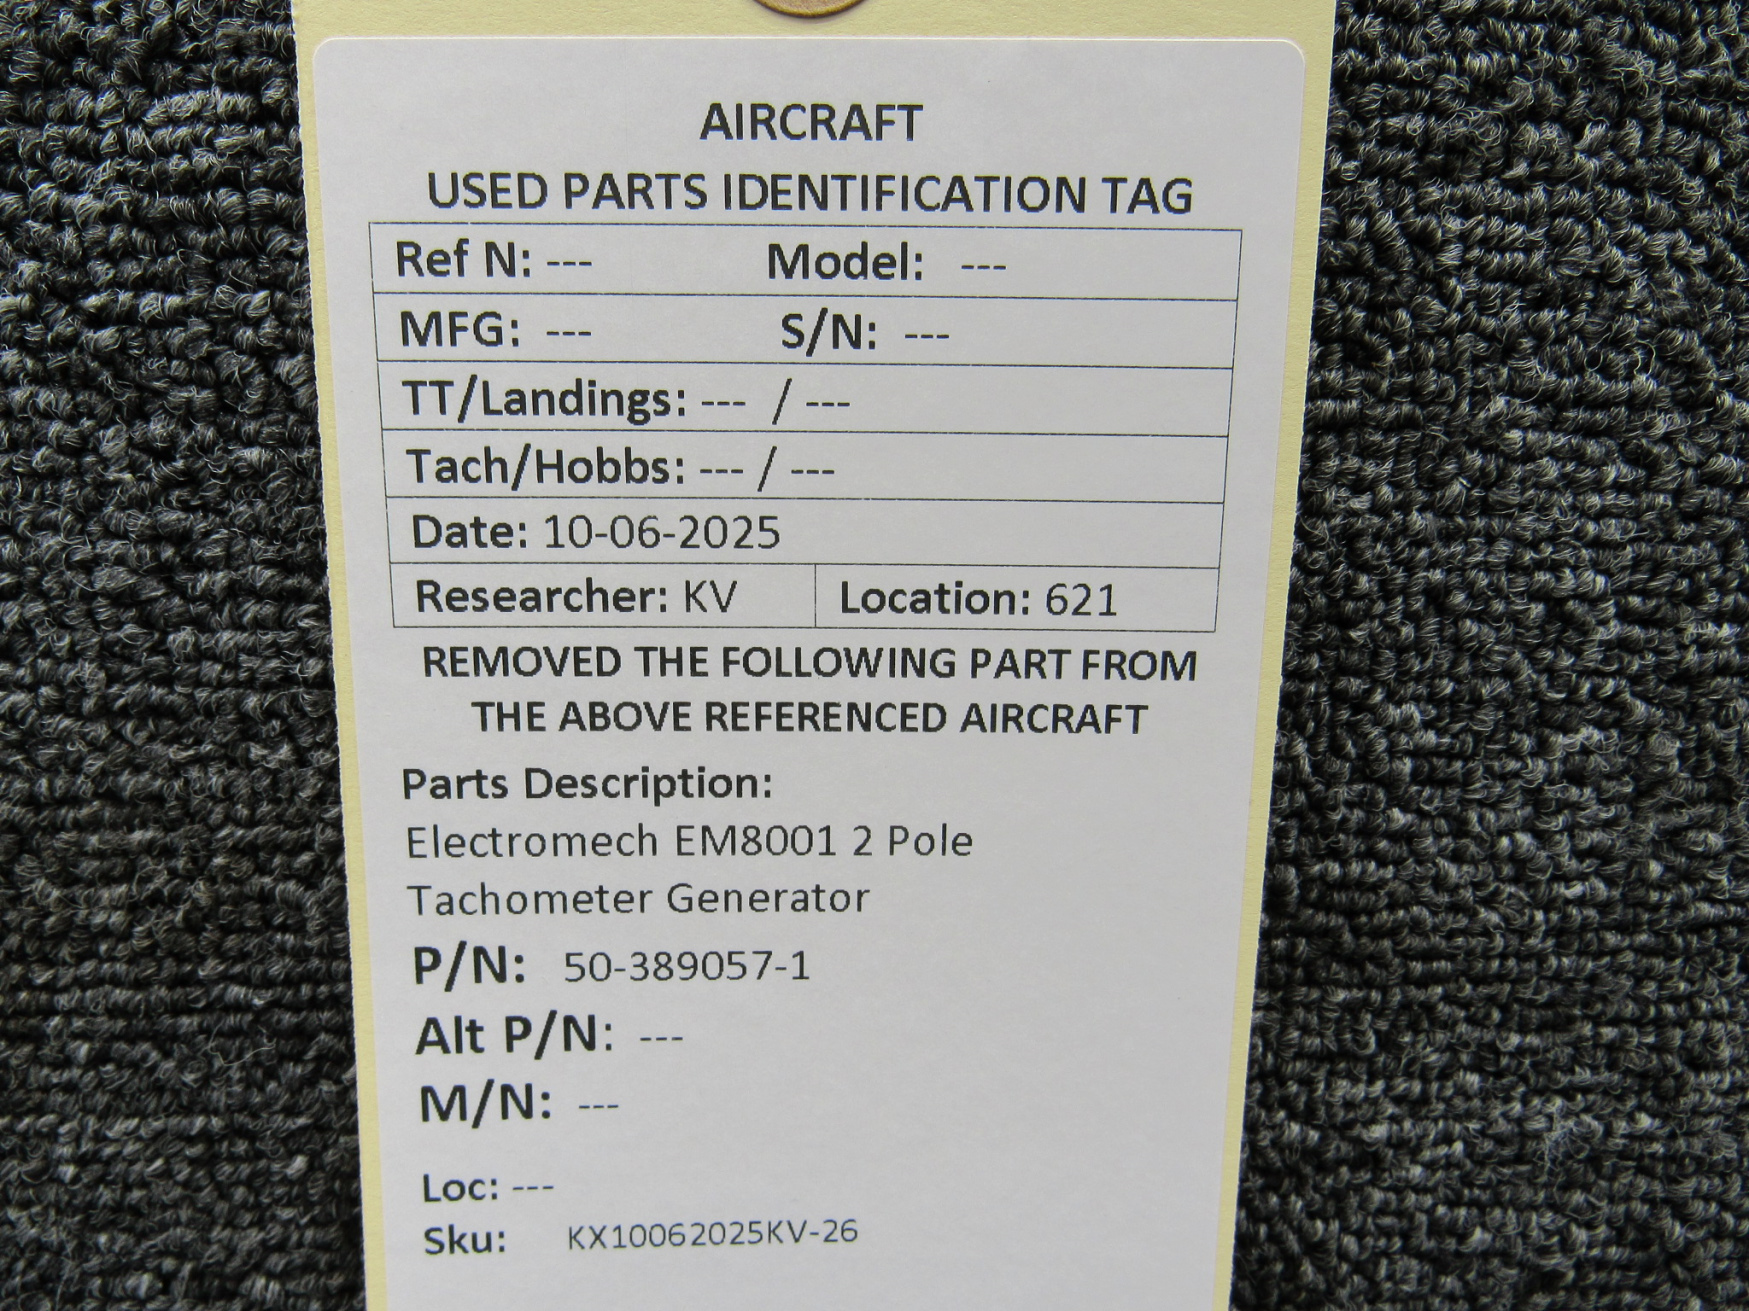 AIRCRAFT
USED PARTS IDENTIFICATION TAG
Ref N: --- Model: ---
MFG: --- S/N: ---
TT/Landings: --- / ---
Tach/Hobbs: --- / ---
Date: 10-06-2025
Researcher: KV Location: 621
REMOVED THE FOLLOWING PART FROM
THE ABOVE REFERENCED AIRCRAFT
Parts Description:
Electromech EM8001 2 Pole
Tachometer Generator
P/N: 50-389057-1
Alt P/N: ---
M/N: ---
Loc: ---
Sku: KX10062025KV-26